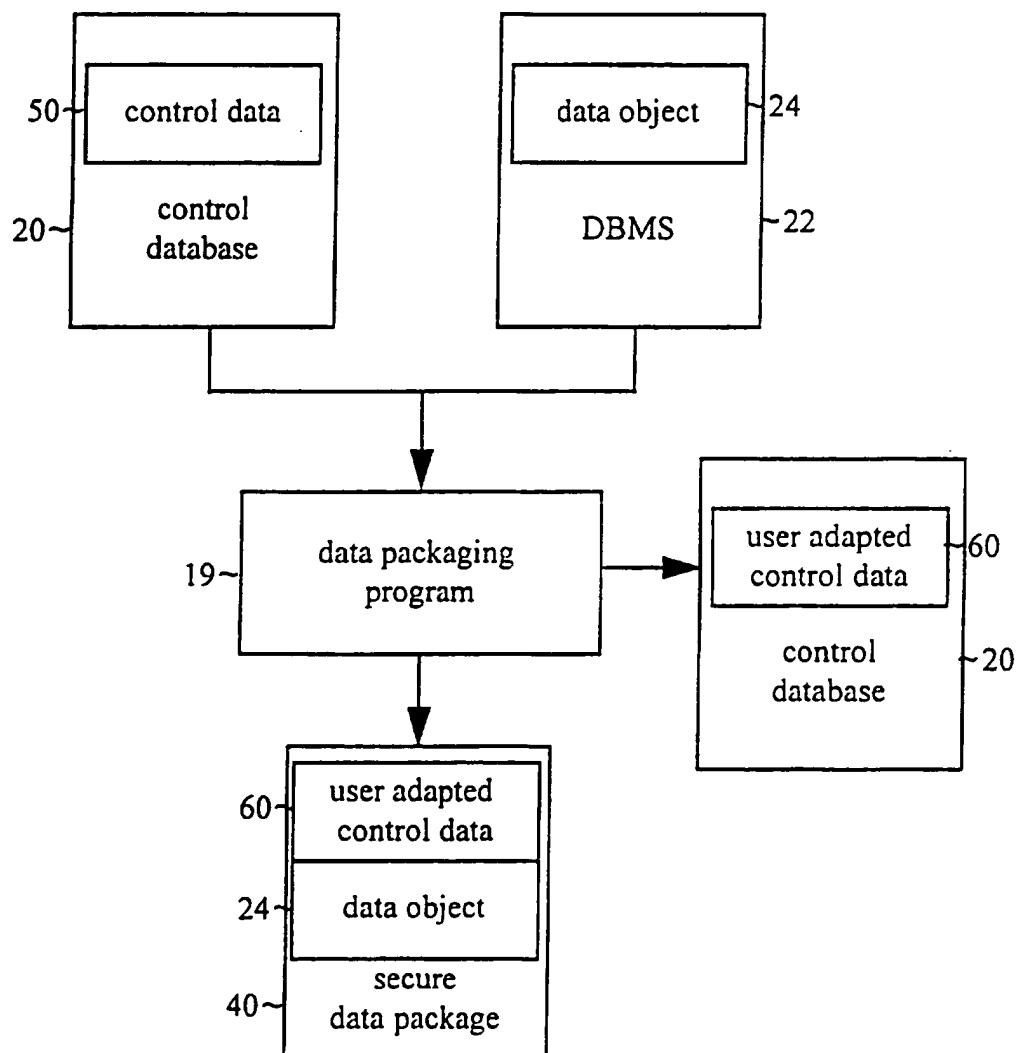 50 control data
data object 24
20 control
database
DBMS 22
19 data packaging
program
user adapted 60
control data
control 20
database
60 user adapted
control data
24 data object
secure
40 data package